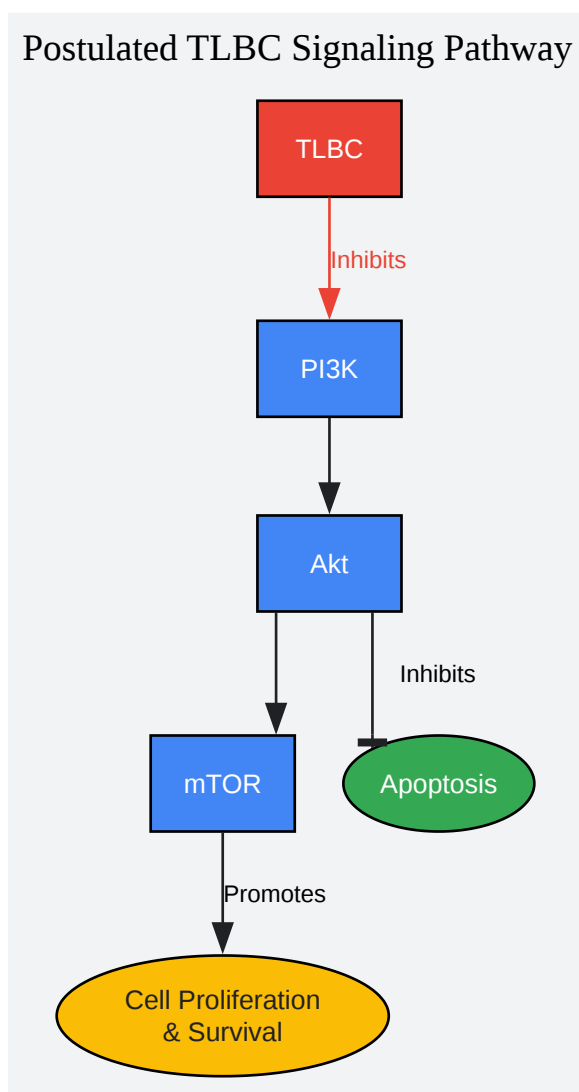 Postulated TLBC Signaling Pathway
TLBC
Inhibits
PI3K
Akt
Inhibits
mTOR
Apoptosis
Promotes
Cell Proliferation
& Survival